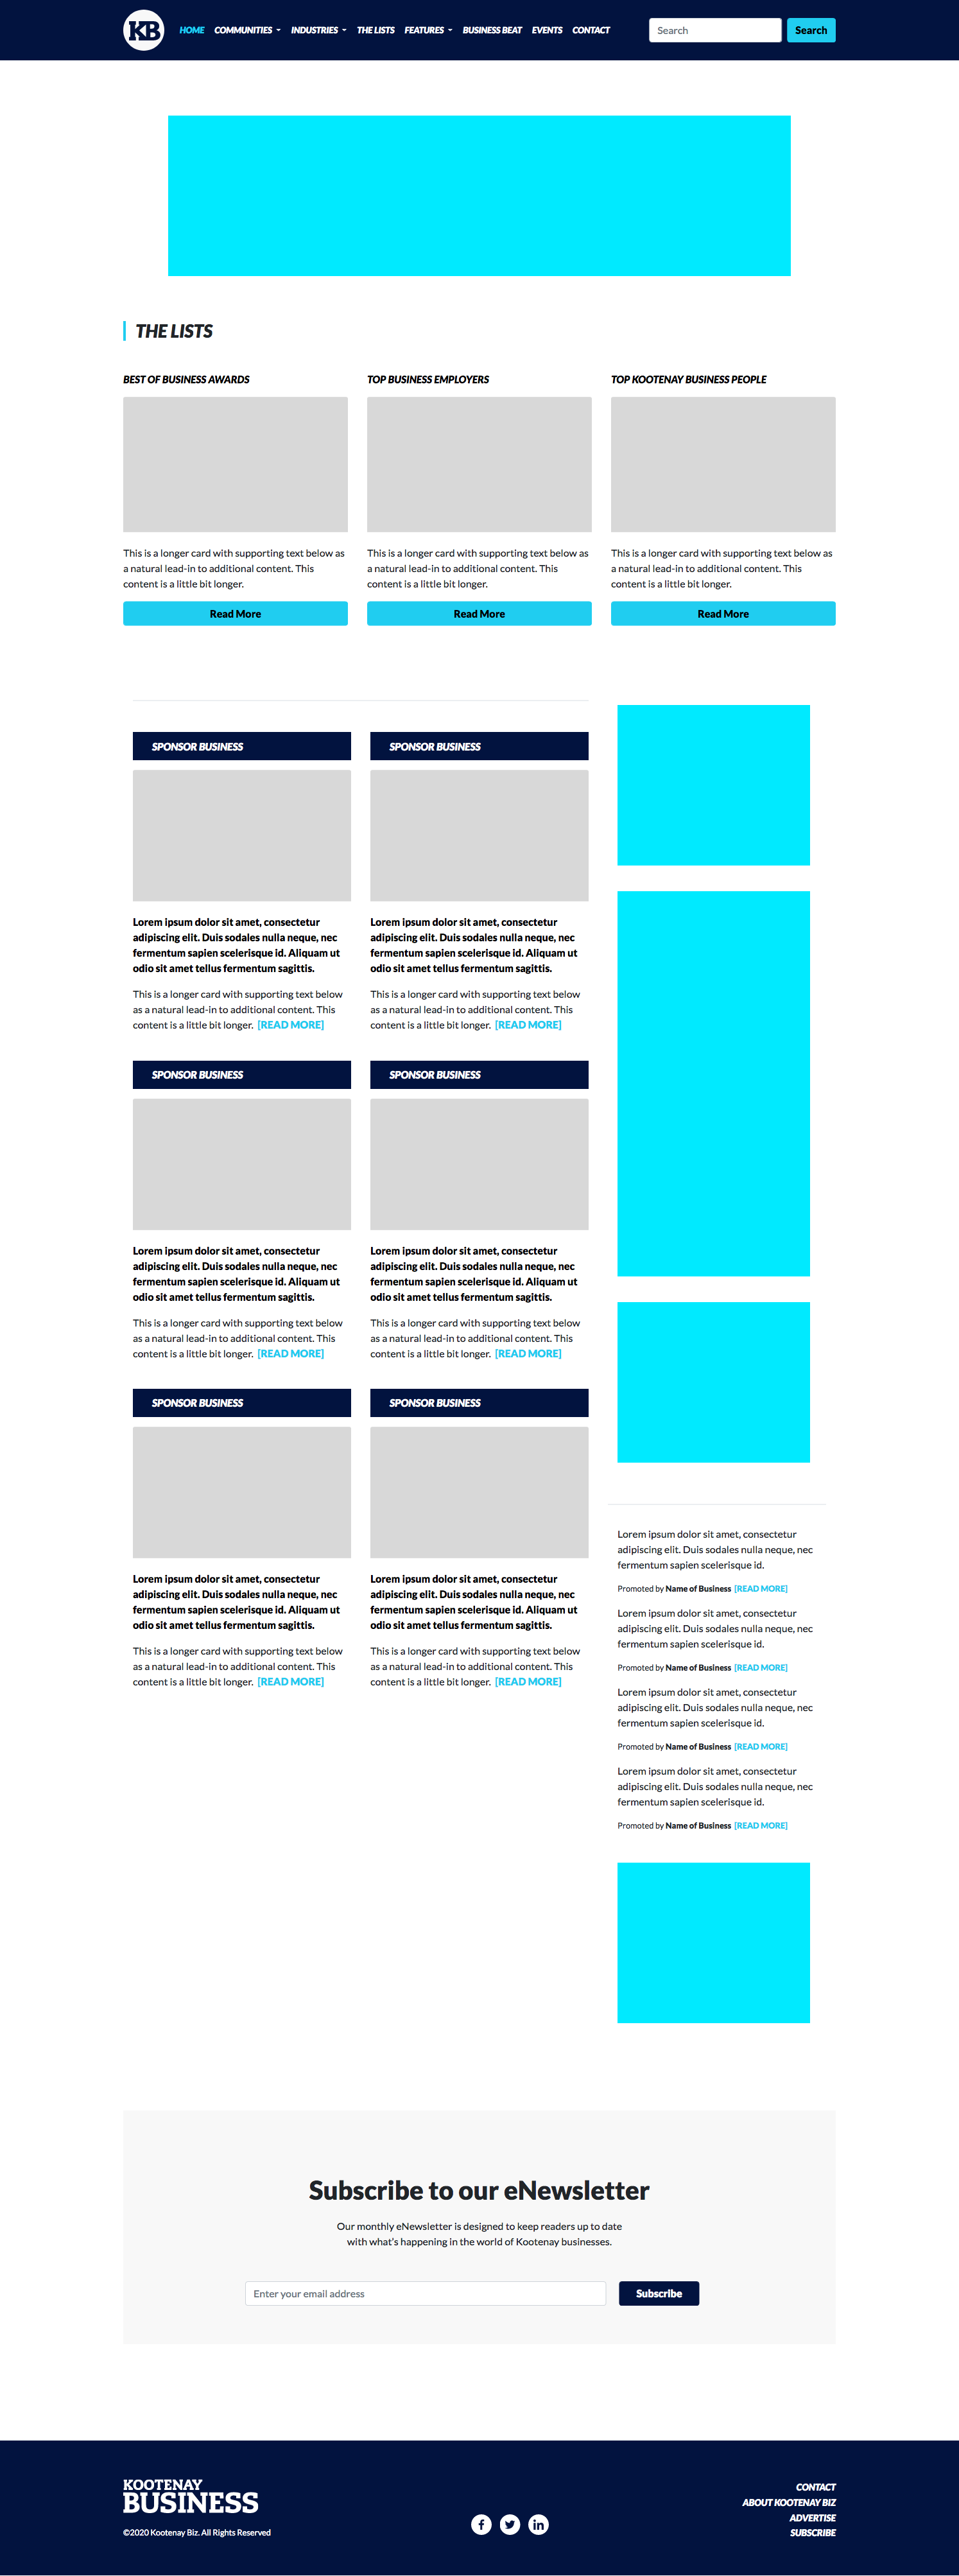 KB
HOME COMMUNITIES INDUSTRIES THE LISTS FEATURES BUSINESS BEAT EVENTS CONTACT Search Search
THE LISTS
BEST OF BUSINESS AWARDS
This is a longer card with supporting text below as
a natural lead-in to additional content. This
content is a little bit longer.
Read More
TOP BUSINESS EMPLOYERS
This is a longer card with supporting text below as
a natural lead-in to additional content. This
content is a little bit longer.
Read More
TOP KOOTENAY BUSINESS PEOPLE
This is a longer card with supporting text below as
a natural lead-in to additional content. This
content is a little bit longer.
Read More
SPONSOR BUSINESS
Lorem ipsum dolor sit amet, consectetur
adipiscing elit. Duis sodales nulla neque, nec
fermentum sapien scelerisque id. Aliquam ut
odio sit amet tellus fermentum sagittis.
This is a longer card with supporting text below
as a natural lead-in to additional content. This
content is a little bit longer. [READ MORE]
SPONSOR BUSINESS
Lorem ipsum dolor sit amet, consectetur
adipiscing elit. Duis sodales nulla neque, nec
fermentum sapien scelerisque id. Aliquam ut
odio sit amet tellus fermentum sagittis.
This is a longer card with supporting text below
as a natural lead-in to additional content. This
content is a little bit longer. [READ MORE]
SPONSOR BUSINESS
Lorem ipsum dolor sit amet, consectetur
adipiscing elit. Duis sodales nulla neque, nec
fermentum sapien scelerisque id. Aliquam ut
odio sit amet tellus fermentum sagittis.
This is a longer card with supporting text below
as a natural lead-in to additional content. This
content is a little bit longer. [READ MORE]
SPONSOR BUSINESS
Lorem ipsum dolor sit amet, consectetur
adipiscing elit. Duis sodales nulla neque, nec
fermentum sapien scelerisque id. Aliquam ut
odio sit amet tellus fermentum sagittis.
This is a longer card with supporting text below
as a natural lead-in to additional content. This
content is a little bit longer. [READ MORE]
SPONSOR BUSINESS
Lorem ipsum dolor sit amet, consectetur
adipiscing elit. Duis sodales nulla neque, nec
fermentum sapien scelerisque id. Aliquam ut
odio sit amet tellus fermentum sagittis.
This is a longer card with supporting text below
as a natural lead-in to additional content. This
content is a little bit longer. [READ MORE]
SPONSOR BUSINESS
Lorem ipsum dolor sit amet, consectetur
adipiscing elit. Duis sodales nulla neque, nec
fermentum sapien scelerisque id. Aliquam ut
odio sit amet tellus fermentum sagittis.
This is a longer card with supporting text below
as a natural lead-in to additional content. This
content is a little bit longer. [READ MORE]
Lorem ipsum dolor sit amet, consectetur
adipiscing elit. Duis sodales nulla neque, nec
fermentum sapien scelerisque id.
Promoted by Name of Business [READ MORE]
Lorem ipsum dolor sit amet, consectetur
adipiscing elit. Duis sodales nulla neque, nec
fermentum sapien scelerisque id.
Promoted by Name of Business [READ MORE]
Lorem ipsum dolor sit amet, consectetur
adipiscing elit. Duis sodales nulla neque, nec
fermentum sapien scelerisque id.
Promoted by Name of Business [READ MORE]
Lorem ipsum dolor sit amet, consectetur
adipiscing elit. Duis sodales nulla neque, nec
fermentum sapien scelerisque id.
Promoted by Name of Business [READ MORE]
Subscribe to our eNewsletter
Our monthly eNewsletter is designed to keep readers up to date
with what's happening in the world of Kootenay businesses.
Enter your email address Subscribe
KOOTENAY
BUSINESS
©2020 Kootenay Biz. All Rights Reserved
CONTACT
ABOUT KOOTENAY BIZ
ADVERTISE
SUBSCRIBE